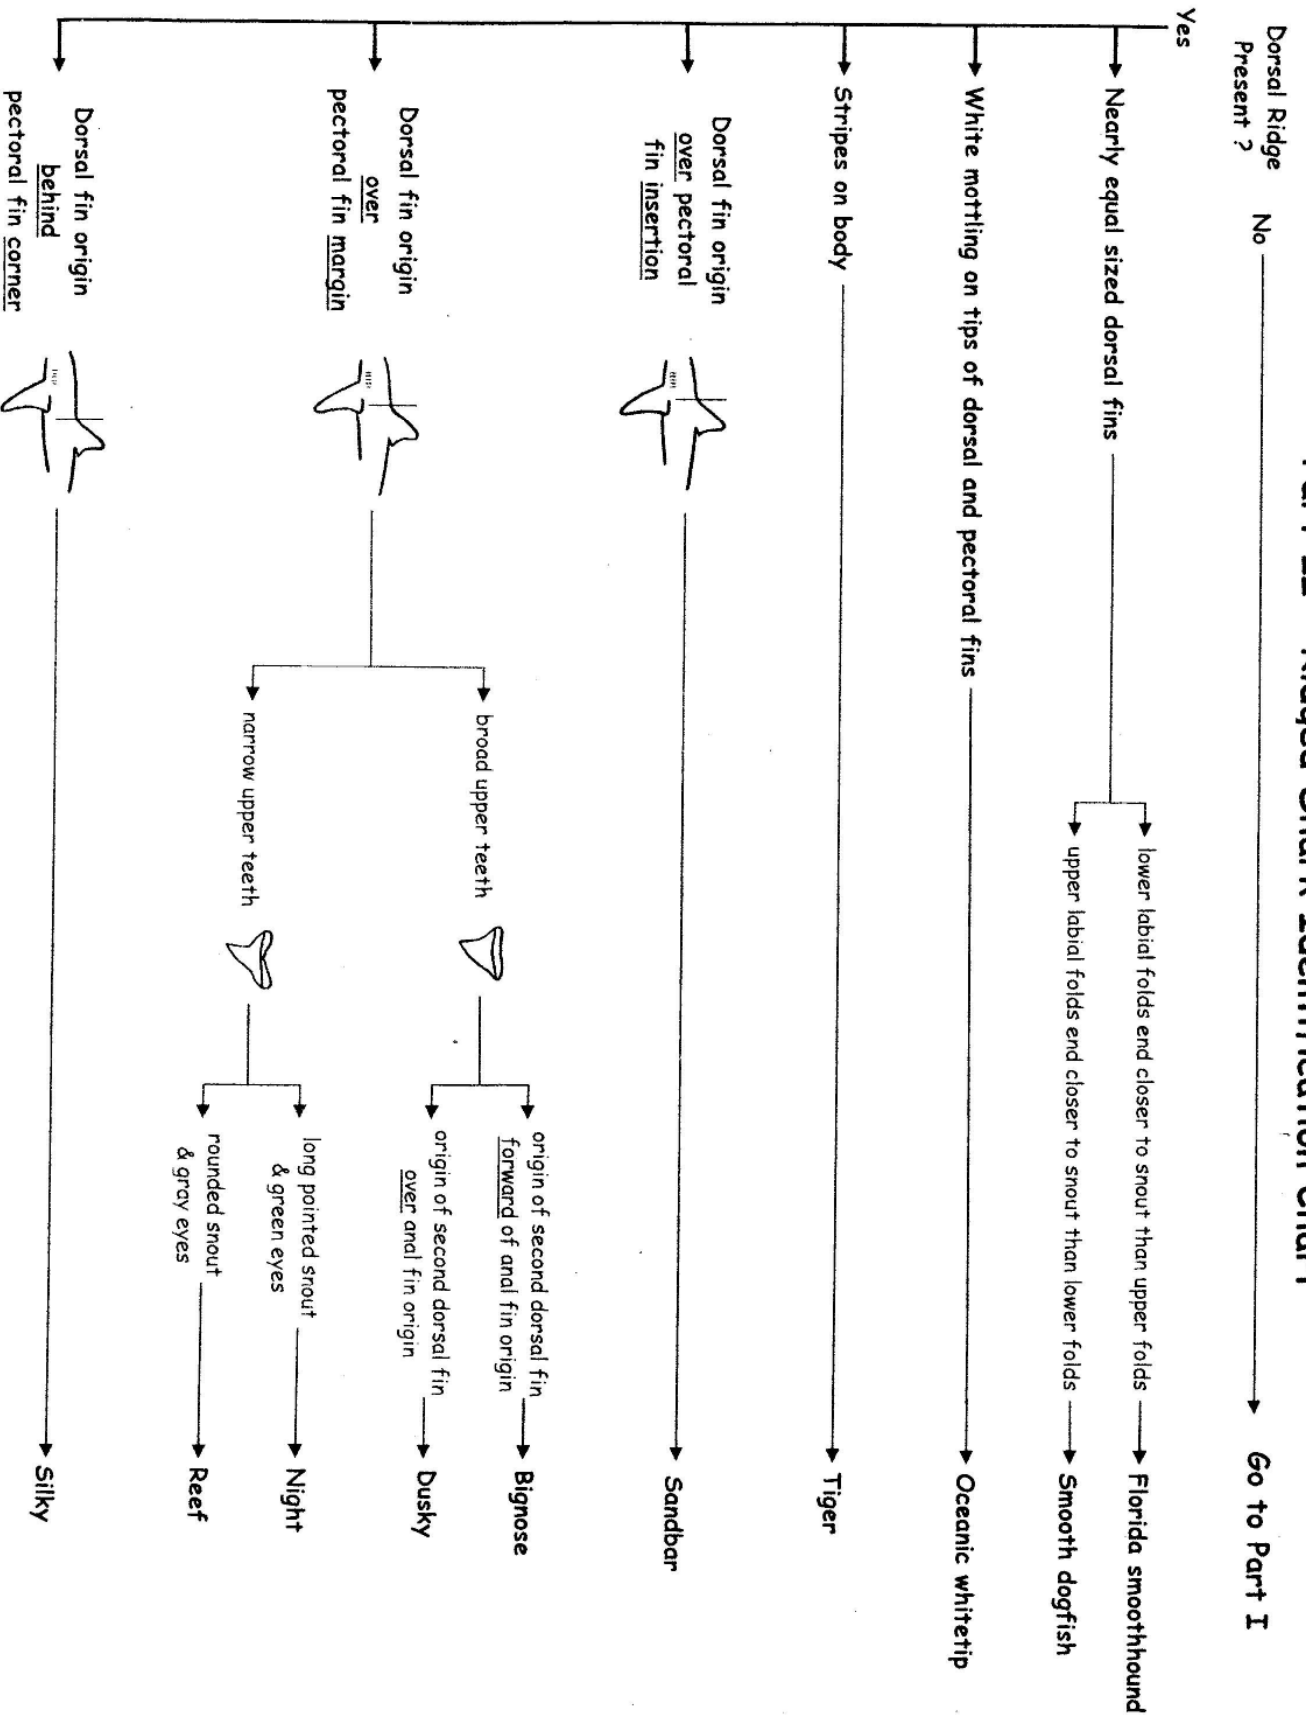 Dorsal Ridge
Present ?
No
Go to Part I
Yes
Nearly equal sized dorsal fins
lower labial folds end closer to snout than upper folds
Florida smoothhound
upper labial folds end closer to snout than lower folds
Smooth dogfish
White mottling on tips of dorsal and pectoral fins
Oceanic whitetip
Stripes on body
Tiger
Dorsal fin origin
over pectoral
fin insertion
Sandbar
Dorsal fin origin
over
pectoral fin margin
broad upper teeth
origin of second dorsal fin
forward of anal fin origin
Bignose
origin of second dorsal fin
over anal fin origin
Dusky
narrow upper teeth
long pointed snout
& green eyes
Night
rounded snout
& gray eyes
Reef
Dorsal fin origin
behind
pectoral fin corner
Silky